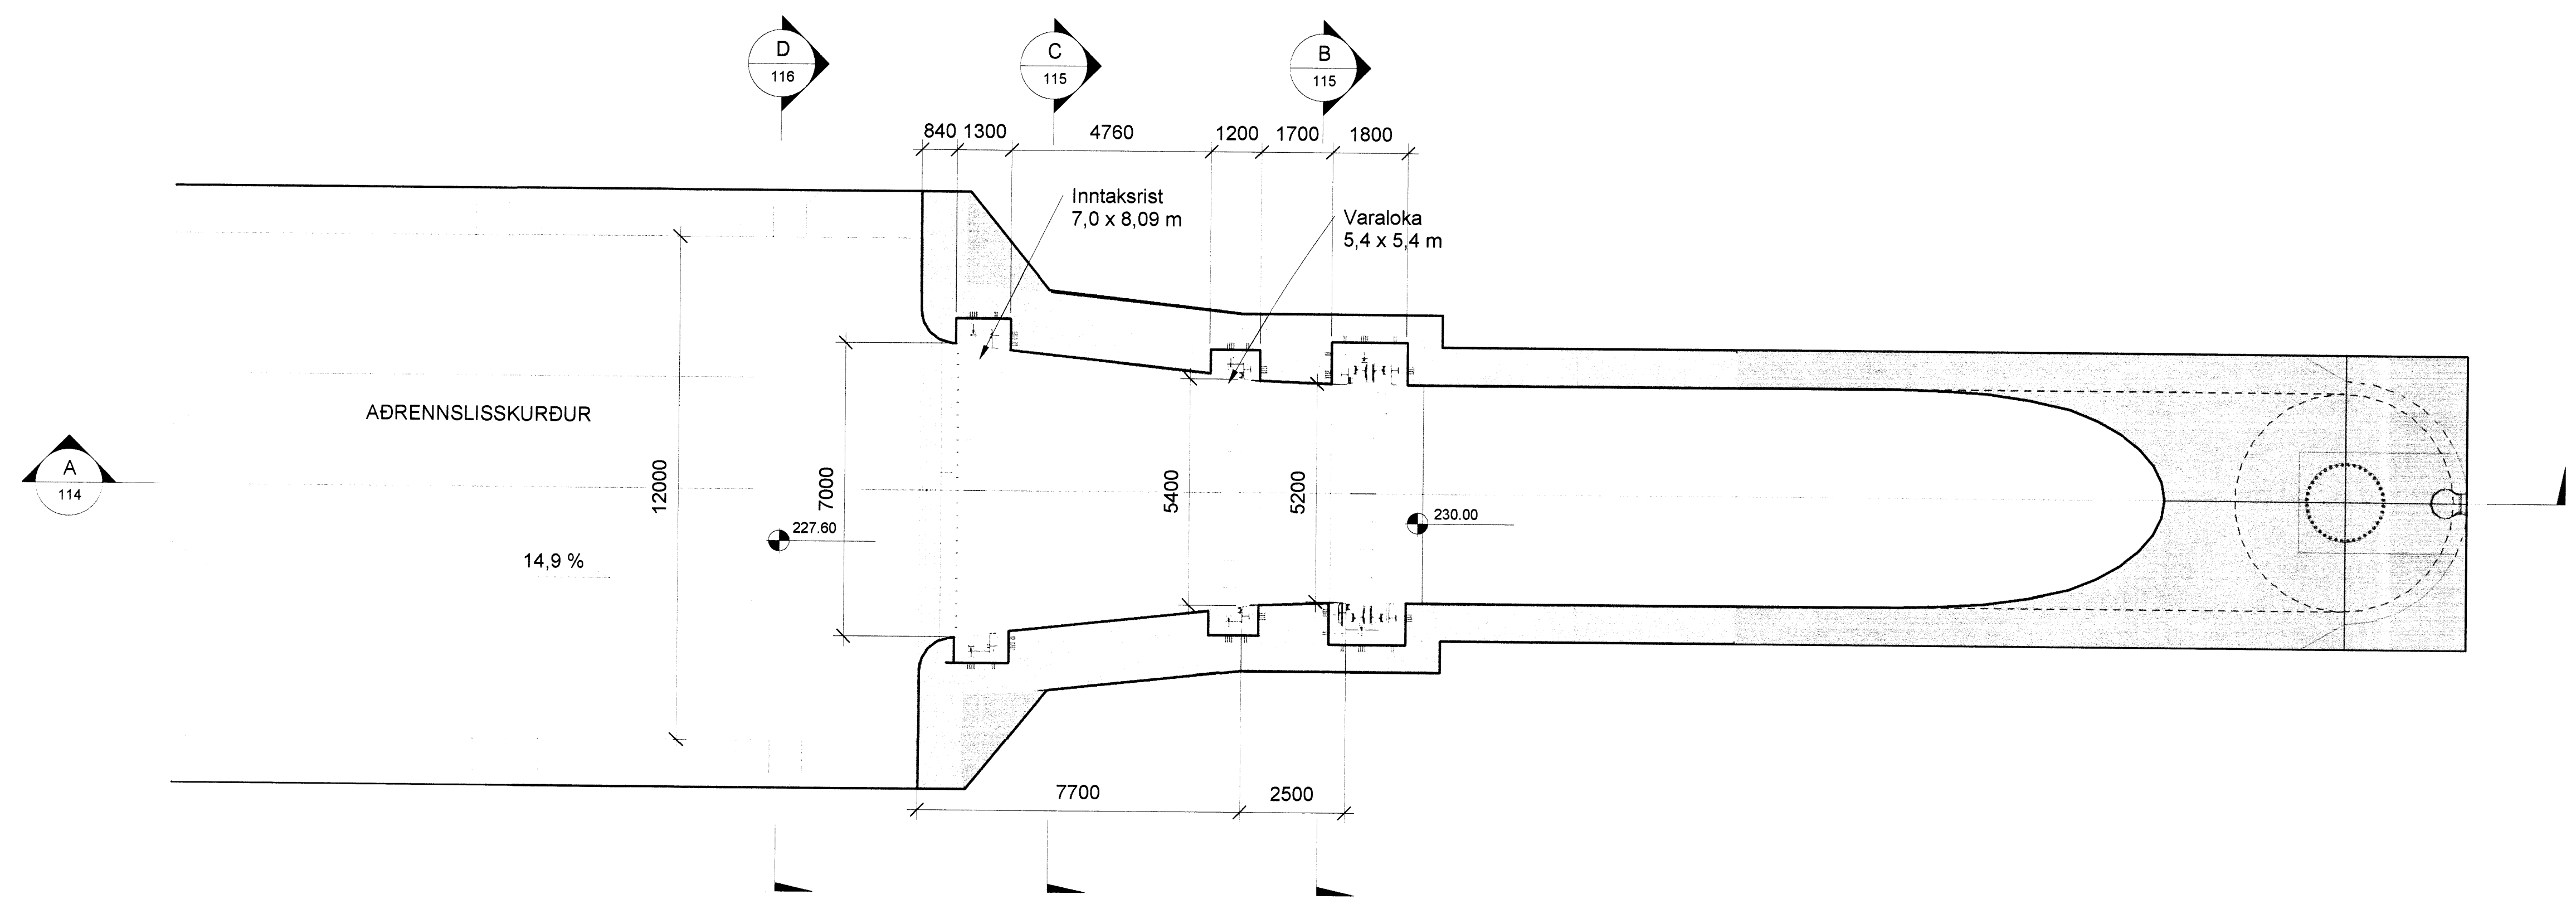 D
116
C
115
B
115
840
1300
4760
1200
1700
1800
Inntaksrist
7,0 x 8,09 m
Varaloka
5,4 x 5,4 m
AÐRENNSLISSKURÐUR
A
114
12000
7000
5400
5200
227.60
230.00
14,9 %
7700
2500